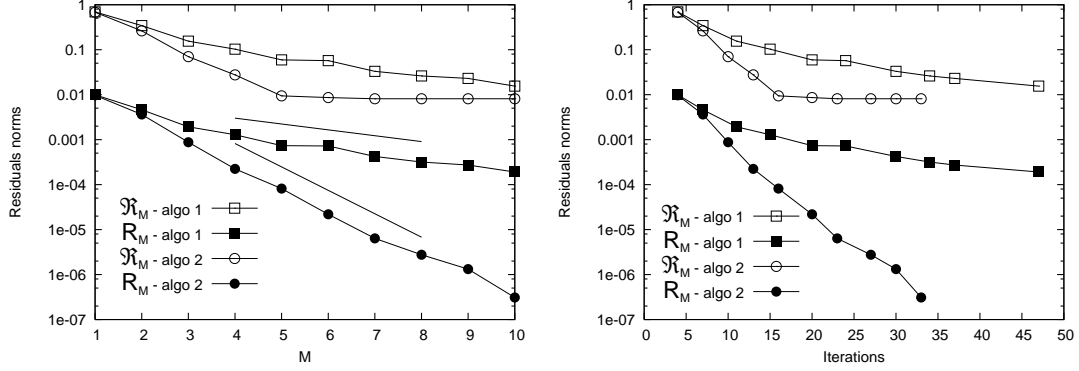 1
0.1
0.01
0.001
1e-04
1e-05
1e-06
1e-07
Residuals norms
1 2 3 4 5 6 7 8 9 10
M
ℜ_M - algo 1
R_M - algo 1
ℜ_M - algo 2
R_M - algo 2
1
0.1
0.01
0.001
1e-04
1e-05
1e-06
1e-07
Residuals norms
0 5 10 15 20 25 30 35 40 45 50
Iterations
ℜ_M - algo 1
R_M - algo 1
ℜ_M - algo 2
R_M - algo 2